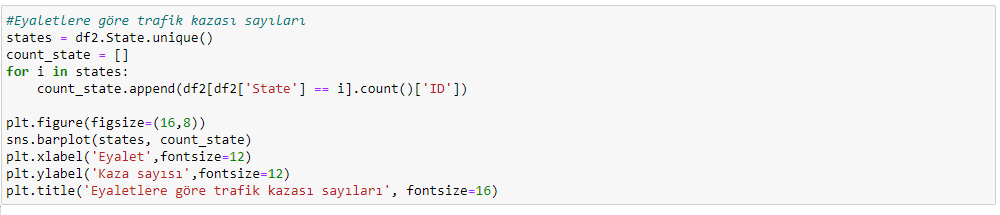 #Eyaletlere göre trafik kazası sayıları
states = df2.State.unique()
count_state = []
for i in states:
    count_state.append(df2[df2['State'] == i].count()['ID'])

plt.figure(figsize=(16,8))
sns.barplot(states, count_state)
plt.xlabel('Eyalet',fontsize=12)
plt.ylabel('Kaza sayısı',fontsize=12)
plt.title('Eyaletlere göre trafik kazası sayıları', fontsize=16)